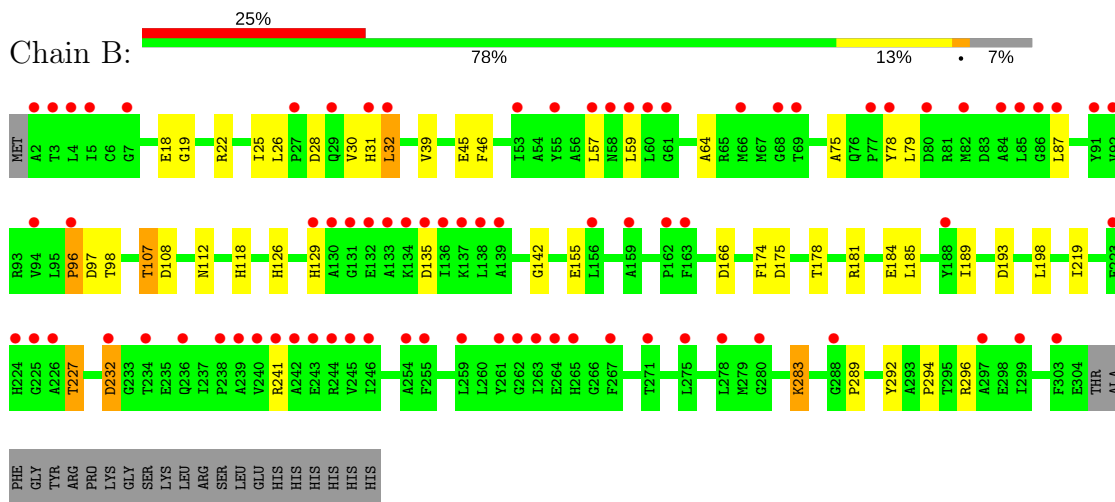 25%
Chain B:
78% 13% • 7%
MET A2 T3 L4 I5 C6 G7 E18 G19 R22 I25 L26 P27 D28 Q29 V30 H31 L32 V39 E45 F46 I53 A54 Y55 A56 L57 N58 L59 L60 G61 A64 R65 M66 M67 G68 T69 A75 Q76 P77 Y78 L79 D80 R81 M82 D83 A84 L85 G86 L87 Y91 V92
R93 V94 L95 P96 D97 T98 T107 D108 N112 H118 H126 H129 A130 G131 E132 A133 K134 D135 I136 K137 L138 A139 G142 E155 L156 A159 P162 F163 D166 F174 D175 T178 R181 E184 L185 Y188 I189 D193 L198 I219
H224 G225 A226 T227 D232 G233 T234 E235 Q236 I237 P238 A239 V240 R241 A242 E243 R244 V245 I246 A254 F255 L259 L260 Y261 G262 I263 E264 H265 G266 F267 T271 L275 L278 M279 G280 K283 G288 P289 Y292 A293 P294 T295 R296 A297 E298 I299 F303 E304 THR ALA
PHE GLY TYR ARG PRO LYS GLY SER LYS LEU ARG SER LEU GLU HIS HIS HIS HIS HIS HIS